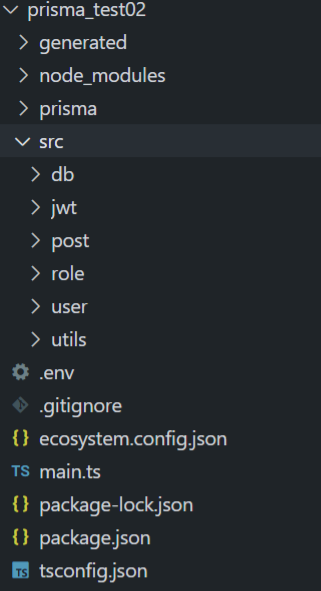 prisma_test02
generated
node_modules
prisma
src
db
jwt
post
role
user
utils
.env
.gitignore
{} ecosystem.config.json
TS main.ts
{} package-lock.json
{} package.json
TS tsconfig.json